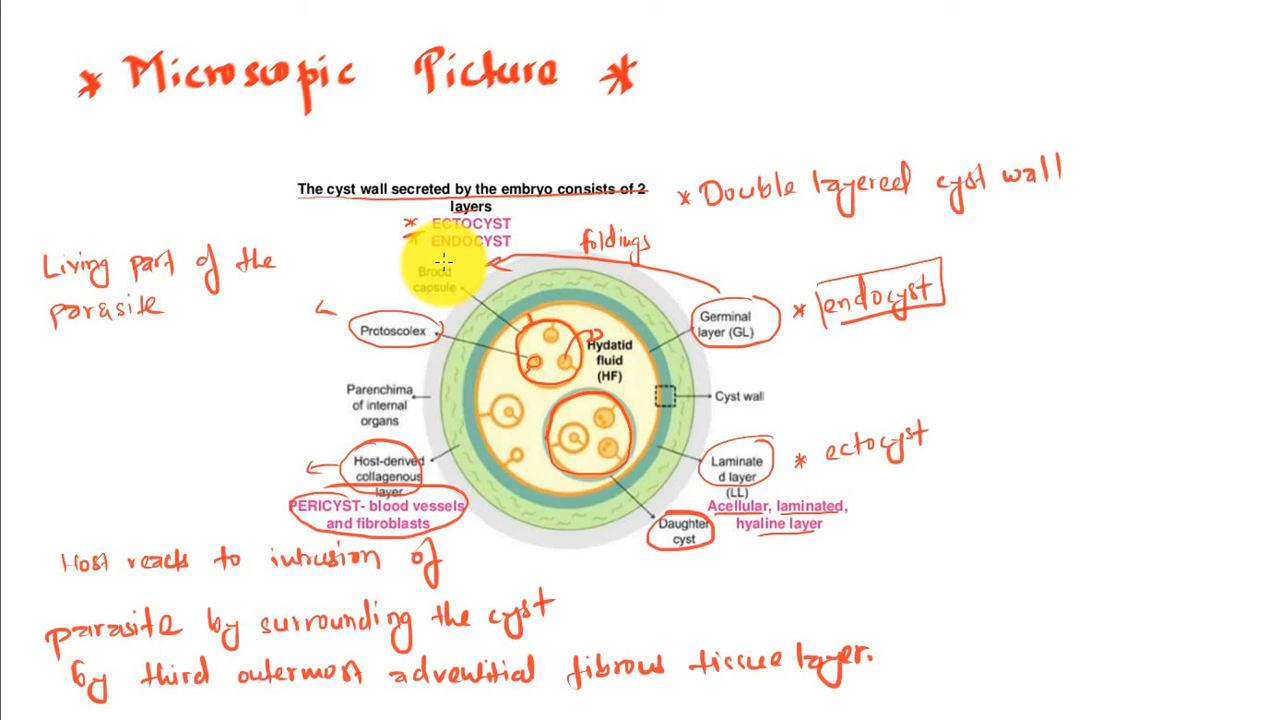 * Microscopic Picture *
The cyst wall secreted by the embryo consists of 2
layers
* Double layered cyst wall
* ECTOCYST
* ENDOCYST
foldings
Living part of the
parasite
Brood
capsule
Protoscolex
Germinal
layer (GL)
* endocyst
Hydatid
fluid
(HF)
Parenchima
of internal
organs
Cyst wall
Host-derived
collagenous
layer
Laminate
d layer
(LL)
* ectocyst
PERICYST- blood vessels
and fibroblasts
Acellular, laminated,
hyaline layer
Daughter
cyst
Host reacts to intrusion of
parasite by surrounding the cyst
by third outermost adventitial fibrous tissue layer.